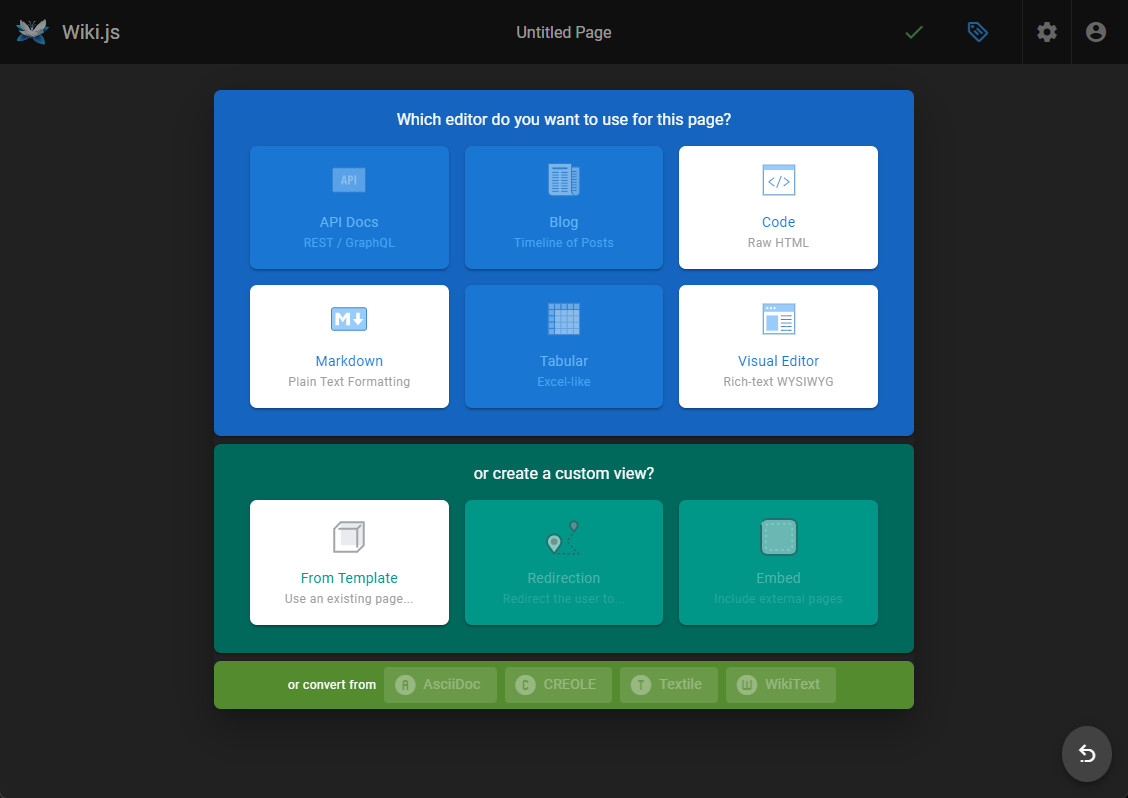 Wiki.js
Untitled Page
Which editor do you want to use for this page?
API
API Docs
REST / GraphQL
Blog
Timeline of Posts
</>
Code
Raw HTML
M
Markdown
Plain Text Formatting
Tabular
Excel-like
Visual Editor
Rich-text WYSIWYG
or create a custom view?
From Template
Use an existing page...
Redirection
Redirect the user to...
Embed
Include external pages
or convert from
A AsciiDoc
C CREOLE
T Textile
W WikiText